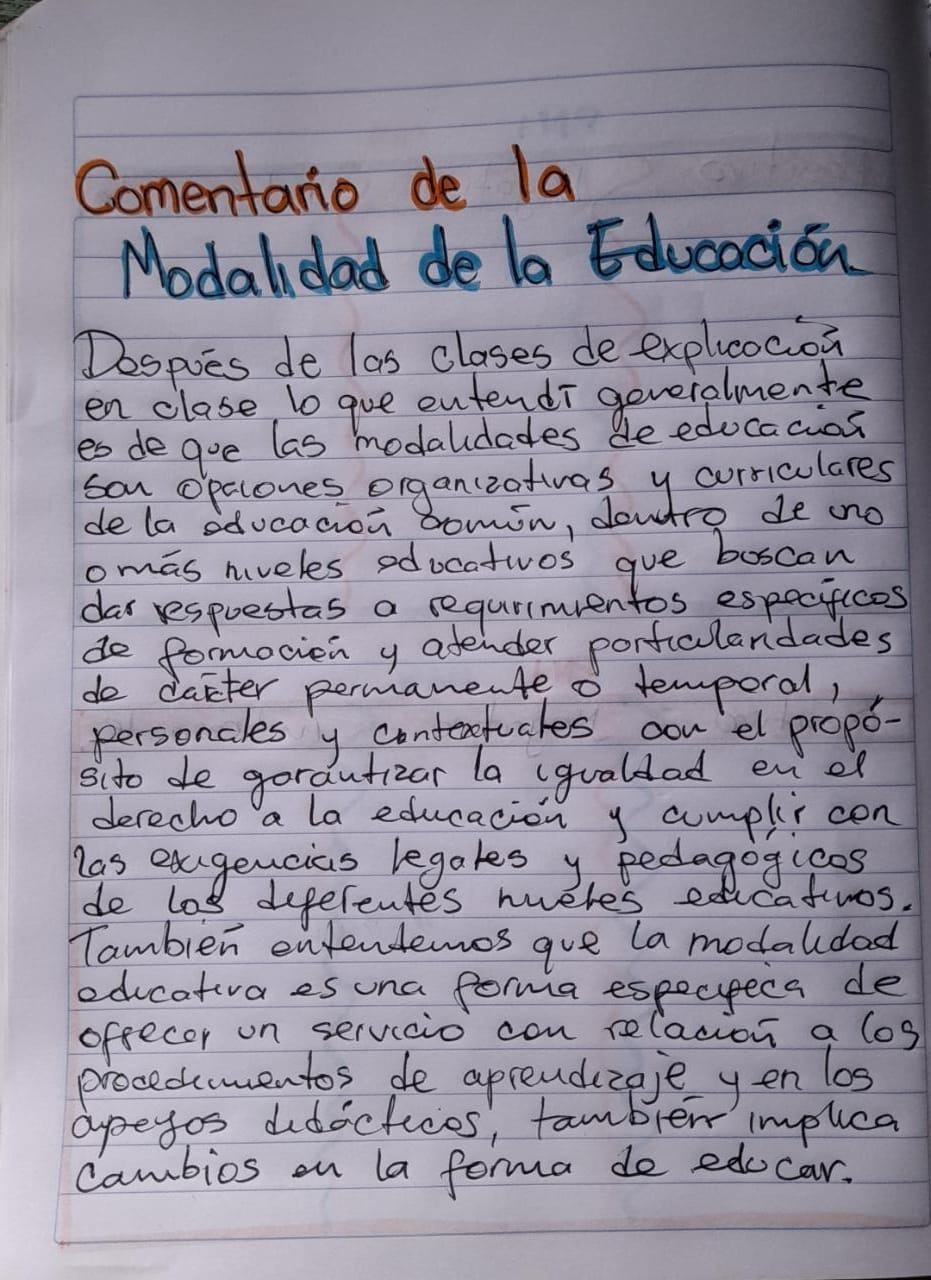 Comentario de la
Modalidad de la Educación
Después de las clases de explicación
en clase lo que entendí generalmente
es de que las modalidades de educación
son opciones organizativas y curriculares
de la educación común, dentro de uno
o más niveles educativos que buscan
dar respuestas a requirimientos específicos
de formación y atender particularidades
de carter permanente o temporal,
personales y contextuales con el propó-
sito de garantizar la igualdad en el
derecho a la educación y cumplir con
las exigencias legales y pedagógicos
de los deferentes niveles educativos.
También entendemos que la modalidad
educativa es una forma especifica de
ofrecer un servicio con relación a los
procedimientos de aprendizaje y en los
apoyos didácticos, también implica
cambios en la forma de educar.